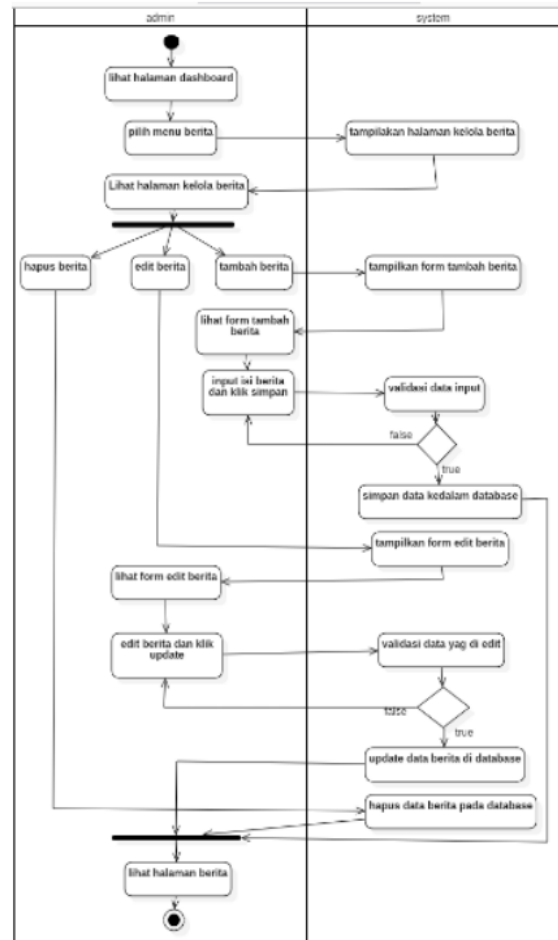 admin
system
lihat halaman dashboard
pilih menu berita
tampilakan halaman kelola berita
Lihat halaman kelola berita
hapus berita
edit berita
tambah berita
tampilkan form tambah berita
lihat form tambah
berita
input isi berita
dan klik simpan
validasi data input
false
true
simpan data kedalam database
tampilkan form edit berita
lihat form edit berita
edit berita dan klik
update
validasi data yag di edit
false
true
update data berita di database
hapus data berita pada database
lihat halaman berita